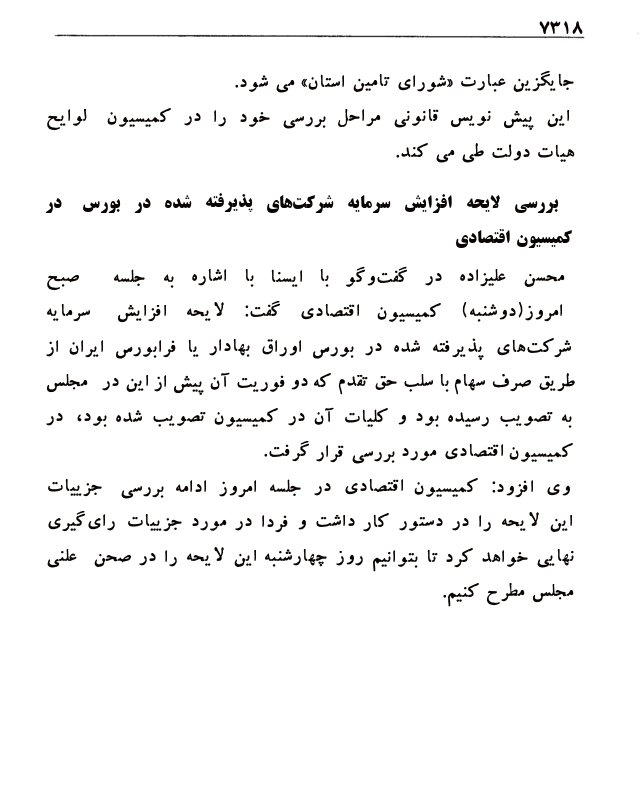 ۷۳۱۸
جایگزین عبارت «شورای تامین استان» می شود.
این پیش نویس قانونی مراحل بررسی خود را در کمیسیون لوایح
هیات دولت طی می کند.
بررسی لایحه افزایش سرمایه شرکت‌های پذیرفته شده در بورس در
کمیسیون اقتصادی
محسن علیزاده در گفت‌وگو با ایسنا با اشاره به جلسه صبح
امروز(دوشنبه) کمیسیون اقتصادی گفت: لایحه افزایش سرمایه
شرکت‌های پذیرفته شده در بورس اوراق بهادار یا فرابورس ایران از
طریق صرف سهام با سلب حق تقدم که دو فوریت آن پیش از این در مجلس
به تصویب رسیده بود و کلیات آن در کمیسیون تصویب شده بود، در
کمیسیون اقتصادی مورد بررسی قرار گرفت.
وی افزود: کمیسیون اقتصادی در جلسه امروز ادامه بررسی جزییات
این لایحه را در دستور کار داشت و فردا در مورد جزییات رای‌گیری
نهایی خواهد کرد تا بتوانیم روز چهارشنبه این لایحه را در صحن علنی
مجلس مطرح کنیم.